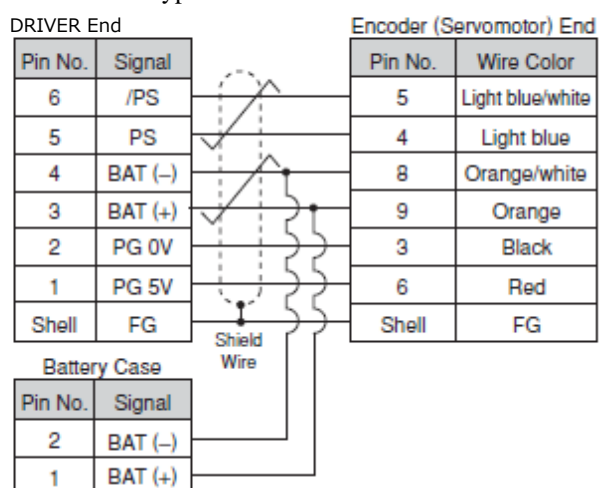 DRIVER End
Encoder (Servomotor) End
Pin No. Signal Pin No. Wire Color
6 /PS 5 Light blue/white
5 PS 4 Light blue
4 BAT (–) 8 Orange/white
3 BAT (+) 9 Orange
2 PG 0V 3 Black
1 PG 5V 6 Red
Shell FG Shell FG
Shield
Wire
Battery Case
Pin No. Signal
2 BAT (–)
1 BAT (+)